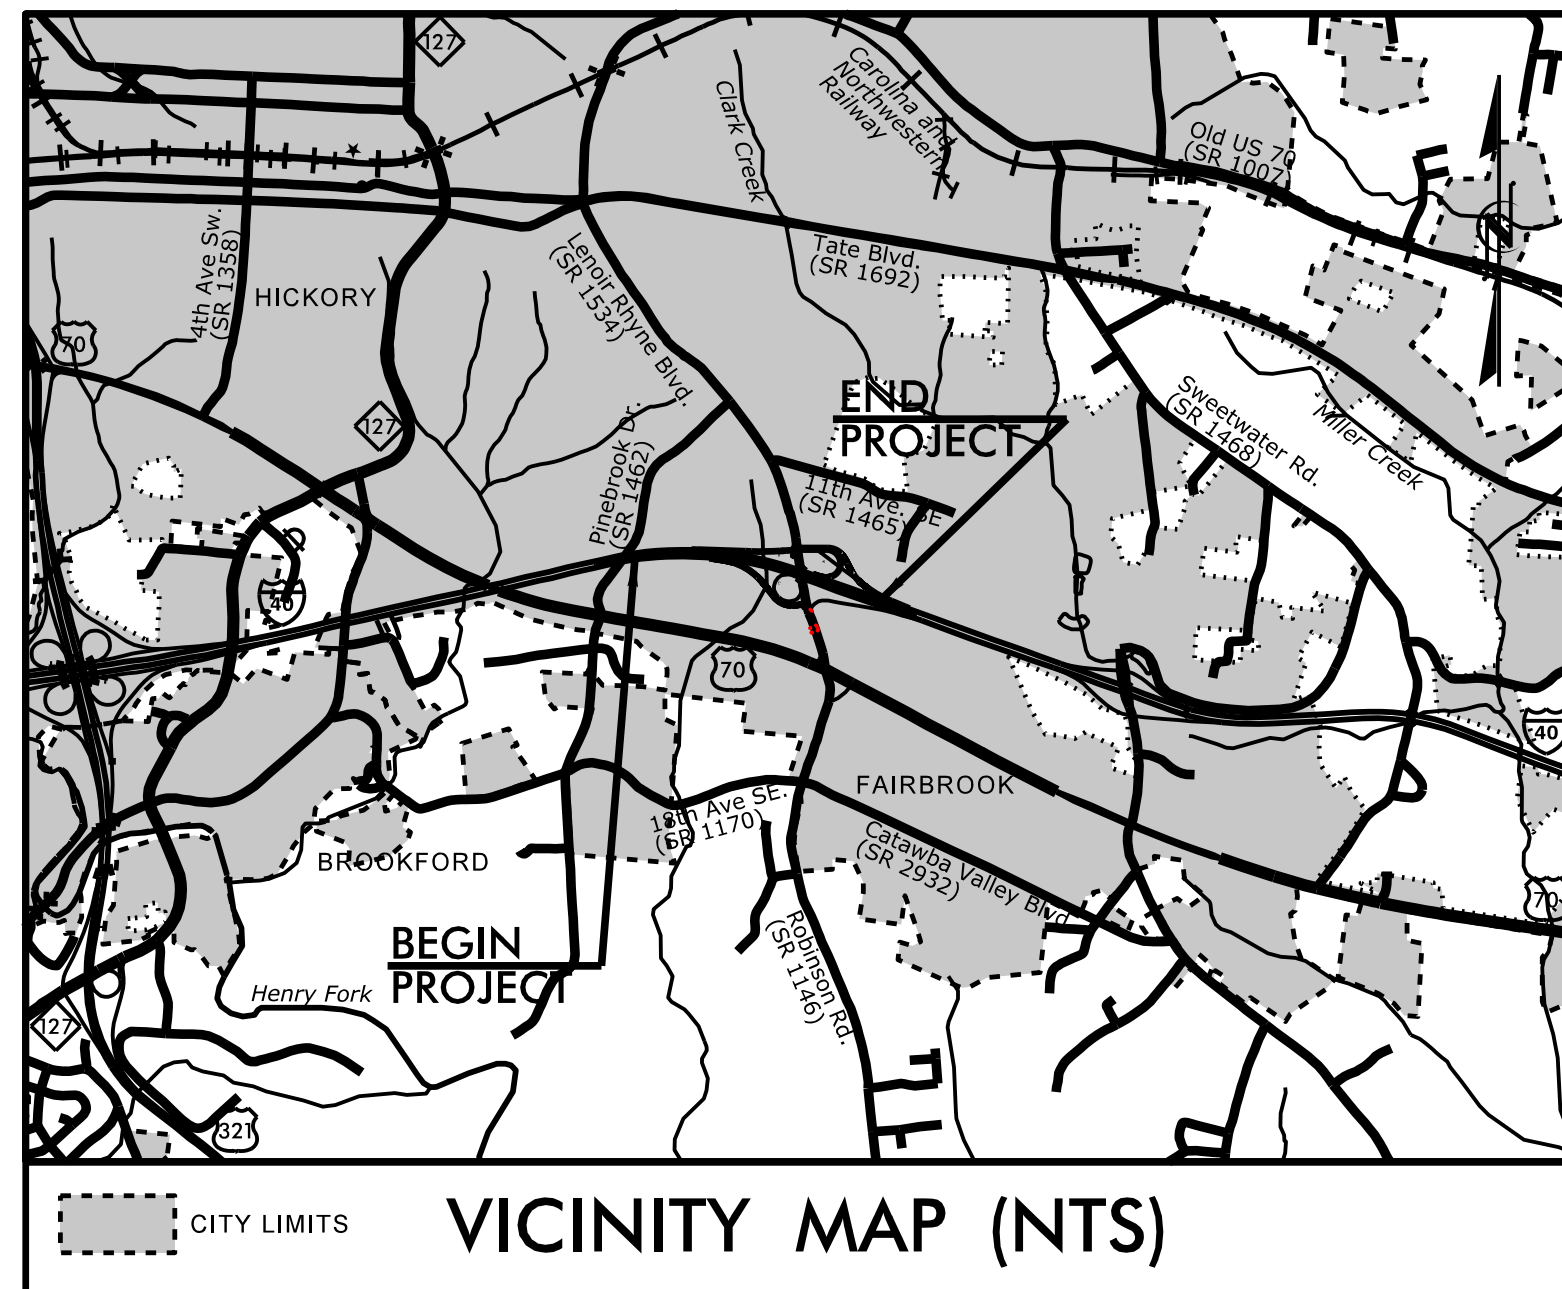 127
Carolina and
Northwestern
Railway
Clark Creek
Old US 70
(SR 1007)
4th Ave Sw.
(SR 1358)
HICKORY
Lenoir Rhyne Blvd.
(SR 1534)
Tate Blvd.
(SR 1692)
N
70
127
END
PROJECT
Sweetwater Rd.
(SR 1468)
Miller Creek
Pinebrook Dr.
(SR 1462)
11th Ave. SE
(SR 1465)
40
70
40
FAIRBROOK
18th Ave SE.
(SR 1170)
Catawba Valley Blvd.
(SR 2932)
BROOKFORD
70
BEGIN
PROJECT
Robinson Rd.
(SR 1146)
Henry Fork
127
321
CITY LIMITS
VICINITY MAP (NTS)